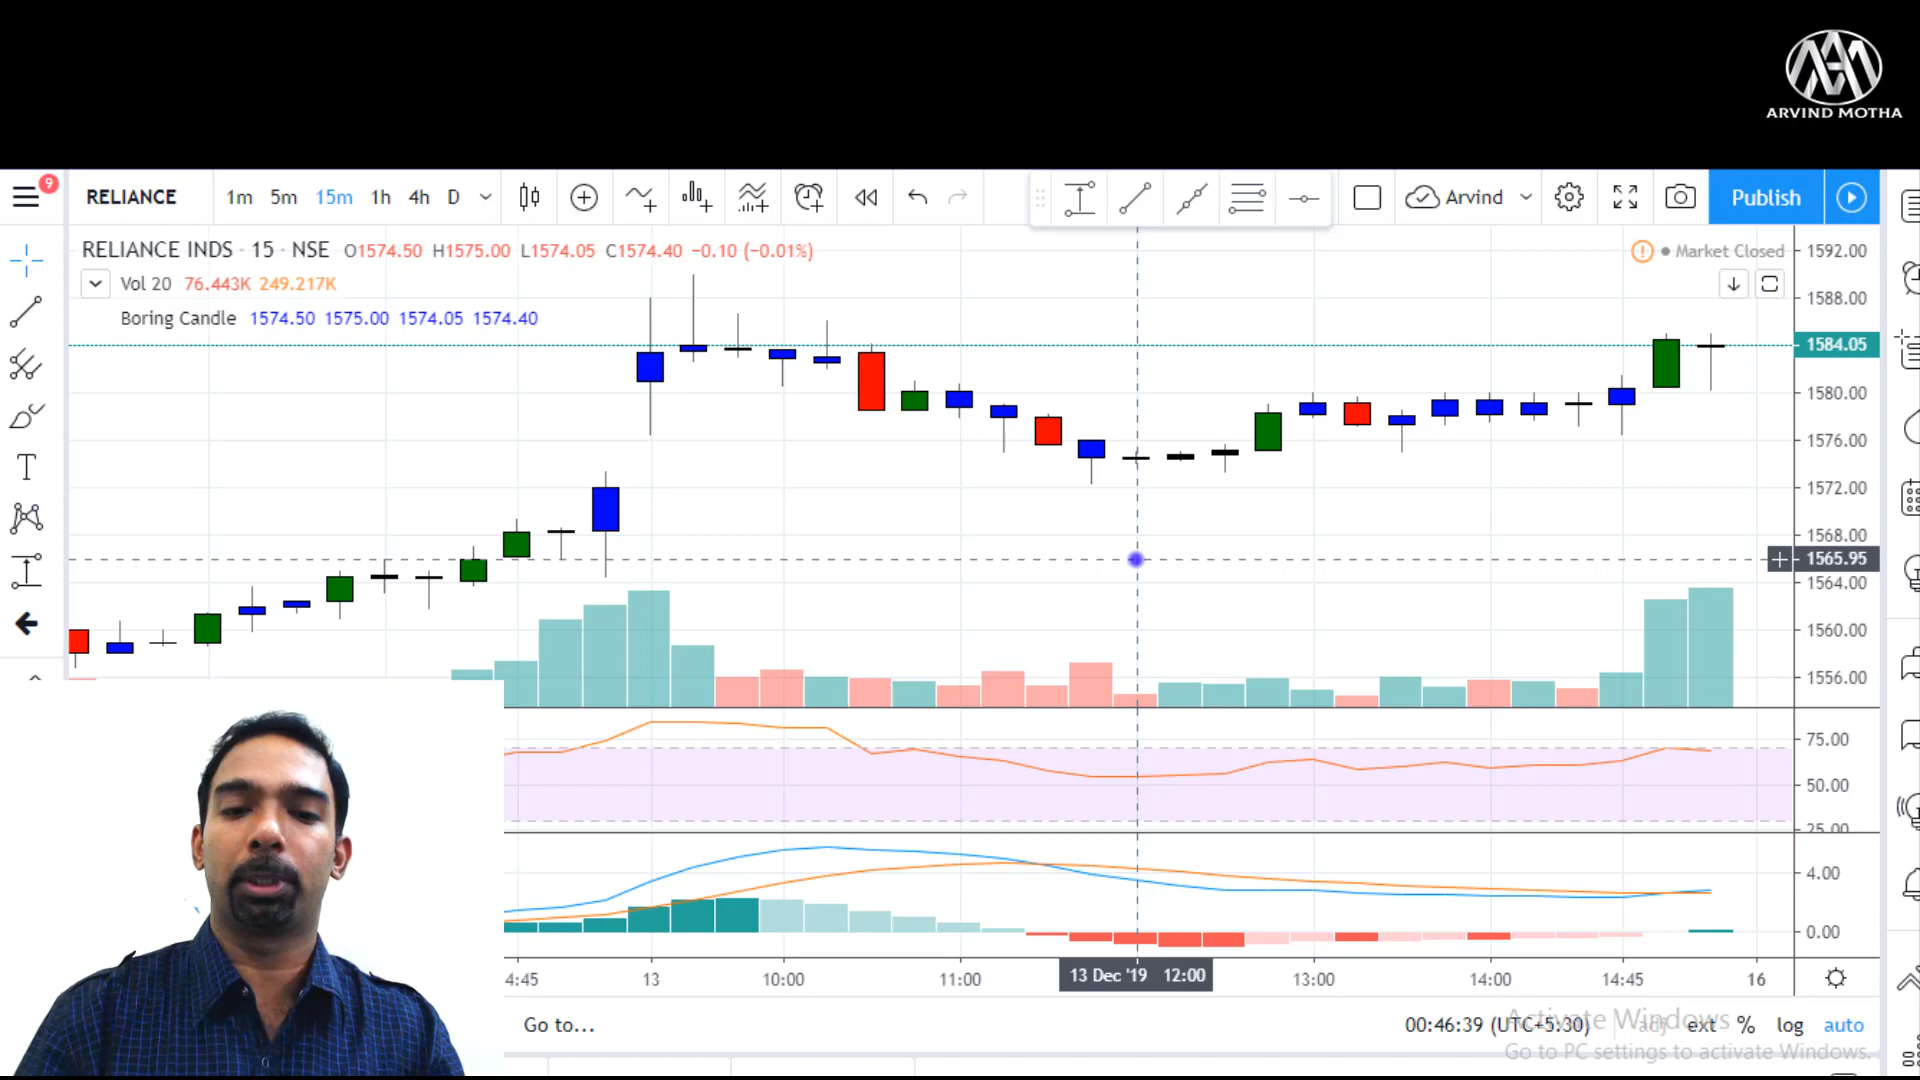 ARVIND MOTHA
9
RELIANCE 1m 5m 15m 1h 4h D Arvind Publish
RELIANCE INDS · 15 · NSE O1574.50 H1575.00 L1574.05 C1574.40 −0.10 (−0.01%)
Market Closed
Vol 20 76.443K 249.217K
Boring Candle 1574.50 1575.00 1574.05 1574.40
1592.00
1588.00
1584.05
1580.00
1576.00
1572.00
1568.00
1565.95
1564.00
1560.00
1556.00
75.00
50.00
25.00
4.00
0.00
4:45 13 10:00 11:00 13 Dec '19 12:00 13:00 14:00 14:45 16
Go to...
00:46:39 (UTC+5:30) adj ext % log auto
Activate Windows
Go to PC settings to activate Windows.